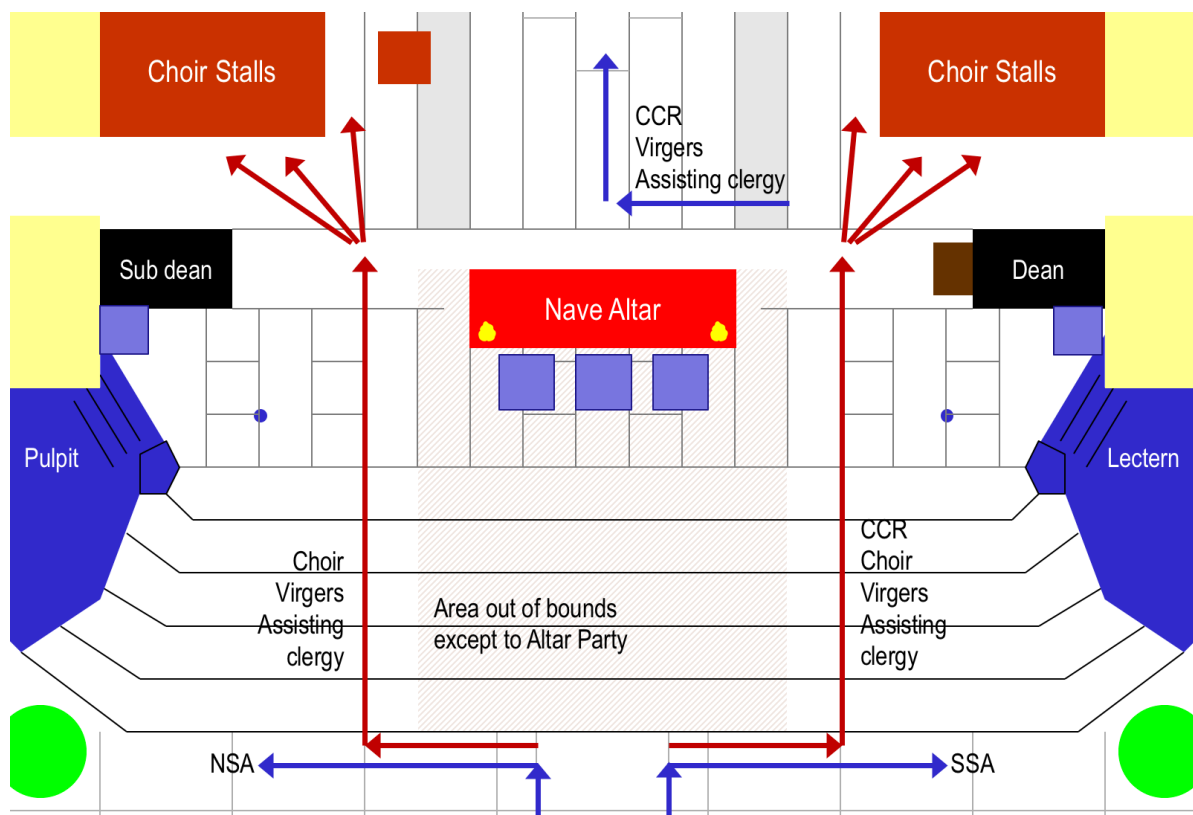 Choir Stalls
Choir Stalls
CCR
Virgers
Assisting clergy
Sub dean
Nave Altar
Dean
Pulpit
Lectern
Choir
Virgers
Assisting
clergy
Area out of bounds
except to Altar Party
CCR
Choir
Virgers
Assisting
clergy
NSA
SSA